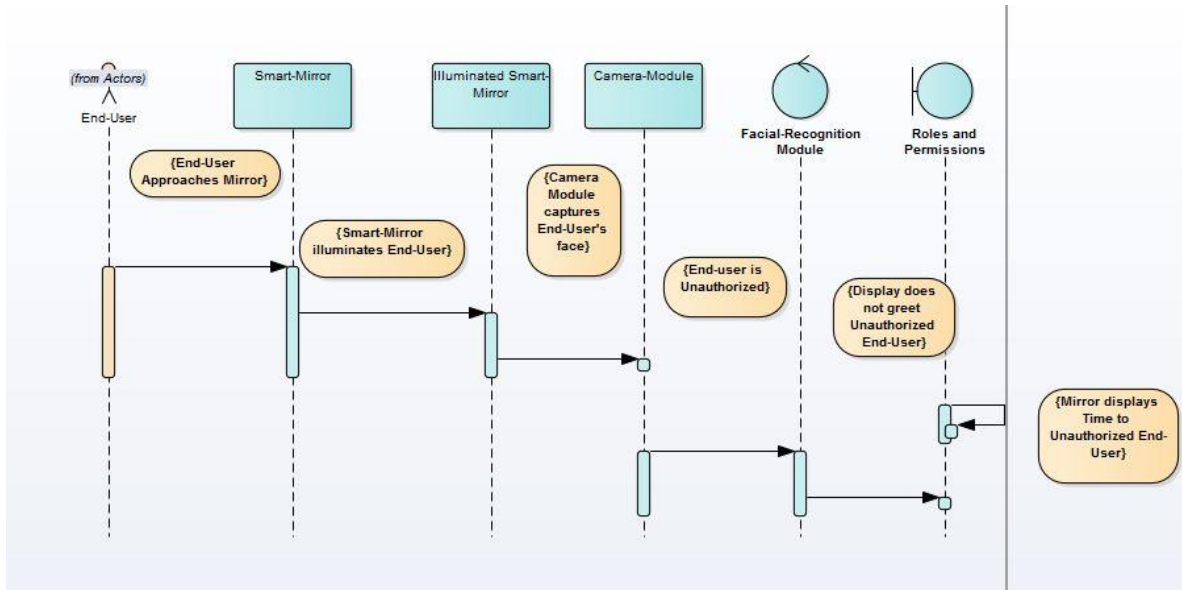 (from Actors)
End-User
Smart-Mirror
Illuminated Smart-
Mirror
Camera-Module
Facial-Recognition
Module
Roles and
Permissions
{End-User
Approaches Mirror}
{Smart-Mirror
illuminates End-User}
{Camera
Module
captures
End-User's
face}
{End-user is
Unauthorized}
{Display does
not greet
Unauthorized
End-User}
{Mirror displays
Time to
Unauthorized End-
User}